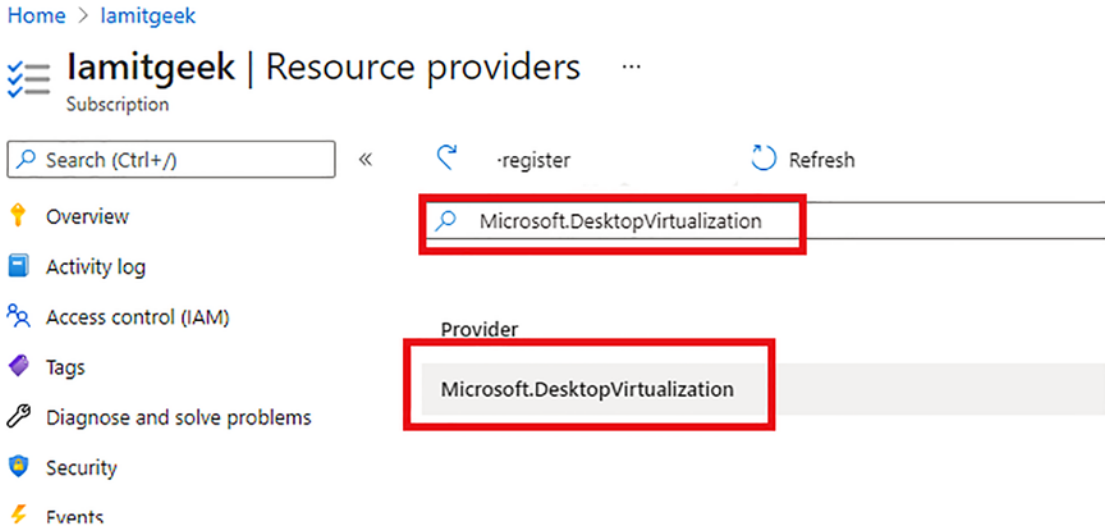 Home > Iamitgeek
Iamitgeek | Resource providers ...
Subscription
Search (Ctrl+/)
«
·register
Refresh
Microsoft.DesktopVirtualization
Overview
Activity log
Access control (IAM)
Provider
Tags
Microsoft.DesktopVirtualization
Diagnose and solve problems
Security
Events